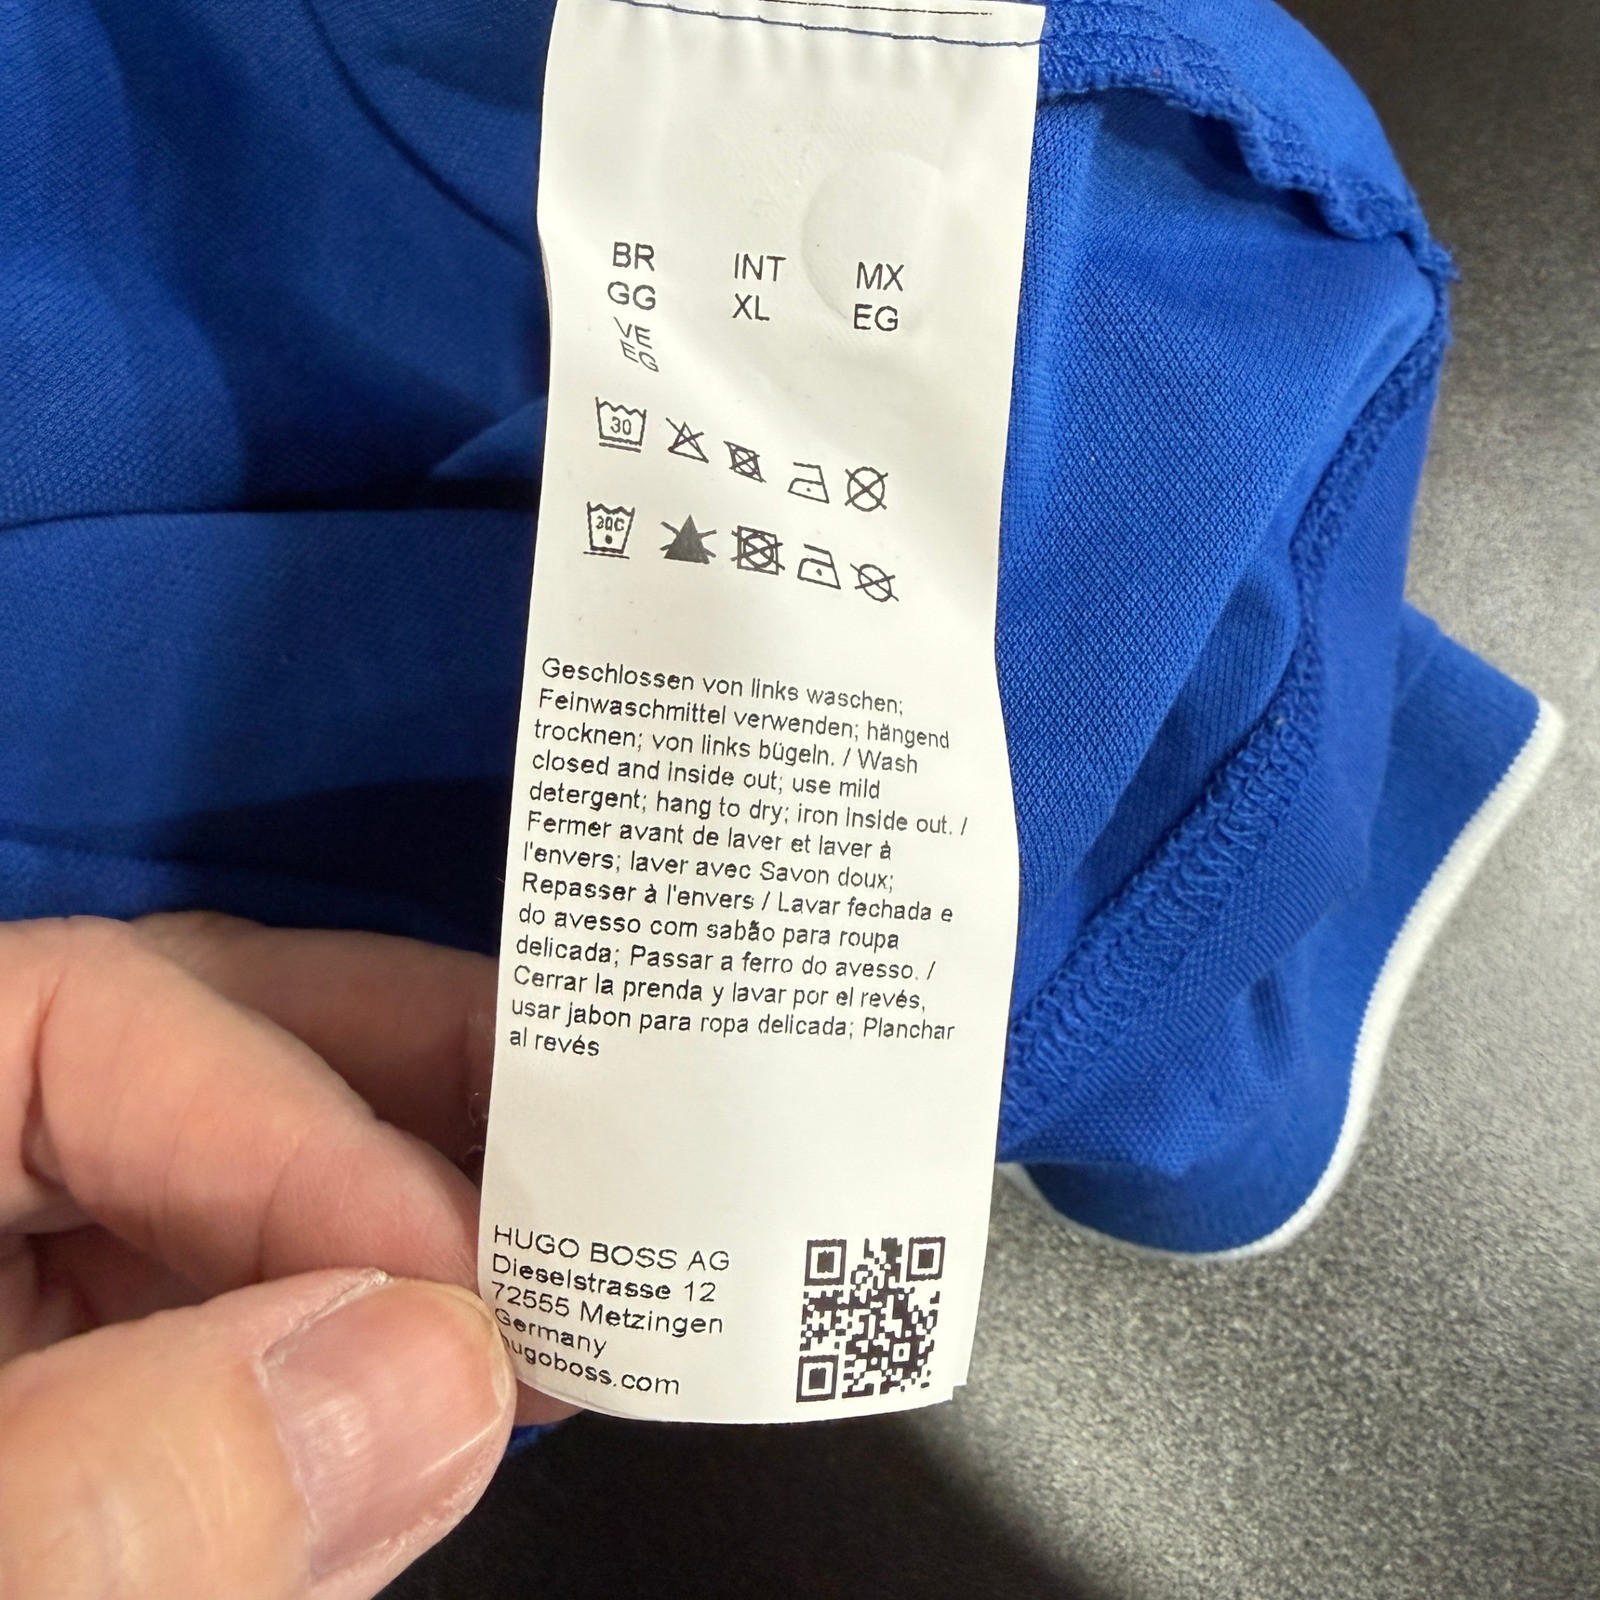 BR INT MX
GG XL EG
VE
EG
30
30C
Geschlossen von links waschen;
Feinwaschmittel verwenden; hängend
trocknen; von links bügeln. / Wash
closed and inside out; use mild
detergent; hang to dry; iron inside out. /
Fermer avant de laver et laver à
l'envers; laver avec Savon doux;
Repasser à l'envers / Lavar fechada e
do avesso com sabão para roupa
delicada; Passar a ferro do avesso. /
Cerrar la prenda y lavar por el revés,
usar jabon para ropa delicada; Planchar
al revés
HUGO BOSS AG
Dieselstrasse 12
72555 Metzingen
Germany
hugoboss.com